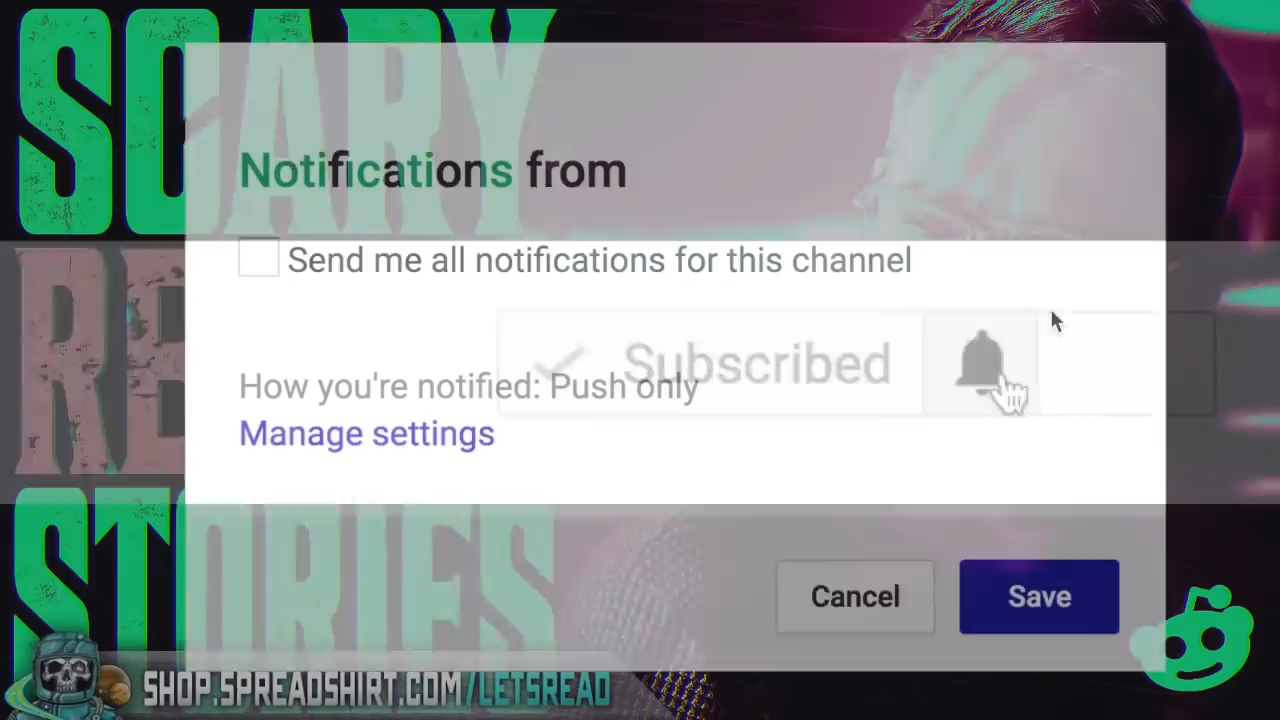 SCARY
Notifications from
Send me all notifications for this channel
RE
Subscribed
How you're notified: Push only
Manage settings
STORIES
Cancel
Save
SHOP.SPREADSHIRT.COM/LETSREAD